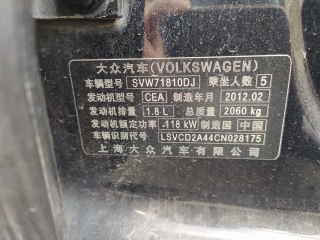 大众汽车(VOLKSWAGEN)
车辆型号 SVW71810DJ 乘坐人数 5
发动机型号 CEA 制造年月 2012.02
发动机排量 1.8 L 总质量 2060 kg
发动机额定功率 118 kW 制造国 中国
车辆识别代号 LSVCD2A44CN028175
上海大众汽车有限公司